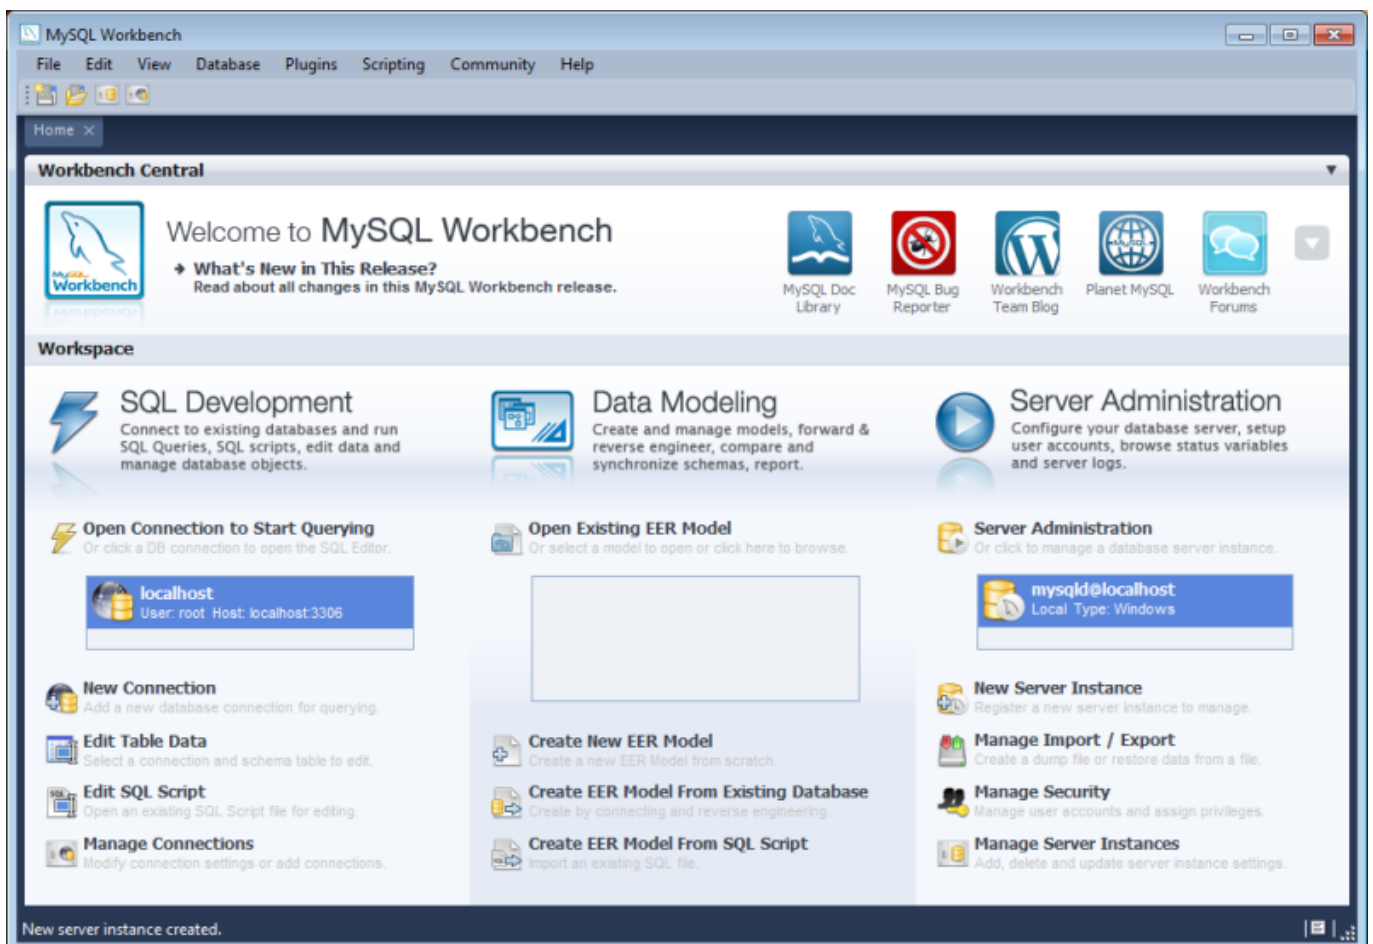 MySQL Workbench
File Edit View Database Plugins Scripting Community Help
Home
Workbench Central
MySQL
Workbench
Welcome to MySQL Workbench
What's New in This Release?
Read about all changes in this MySQL Workbench release.
MySQL Doc
Library
MySQL Bug
Reporter
Workbench
Team Blog
MySQL
Planet MySQL
Workbench
Forums
Workspace
SQL Development
Connect to existing databases and run
SQL Queries, SQL scripts, edit data and
manage database objects.
Open Connection to Start Querying
Or click a DB connection to open the SQL Editor.
localhost
User: root Host: localhost:3306
New Connection
Add a new database connection for querying.
Edit Table Data
Select a connection and schema table to edit.
Edit SQL Script
Open an existing SQL Script file for editing.
Manage Connections
Modify connection settings or add connections.
Data Modeling
Create and manage models, forward &
reverse engineer, compare and
synchronize schemas, report.
Open Existing EER Model
Or select a model to open or click here to browse.
Create New EER Model
Create a new EER Model from scratch.
Create EER Model From Existing Database
Create by connecting and reverse engineering.
Create EER Model From SQL Script
Import an existing SQL file.
Server Administration
Configure your database server, setup
user accounts, browse status variables
and server logs.
Server Administration
Or click to manage a database server instance.
mysqld@localhost
Local Type: Windows
New Server Instance
Register a new server instance to manage.
Manage Import / Export
Create a dump file or restore data from a file.
Manage Security
Manage user accounts and assign privileges.
Manage Server Instances
Add, delete and update server instance settings.
New server instance created.